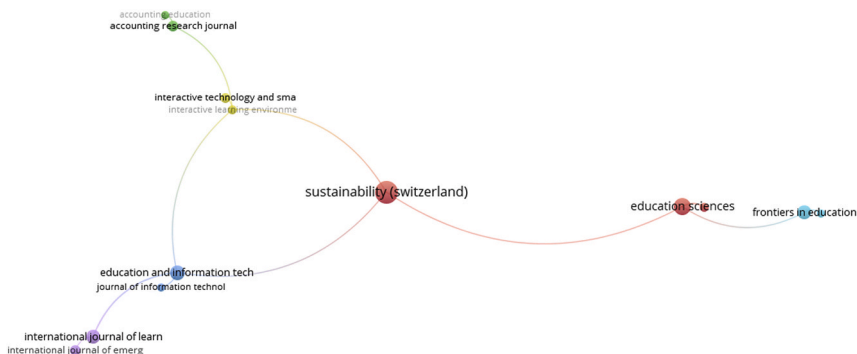 accounting education
accounting research journal
interactive technology and sma
interactive learning environme
sustainability (switzerland)
education sciences
frontiers in education
education and information tech
journal of information technol
international journal of learn
international journal of emerg